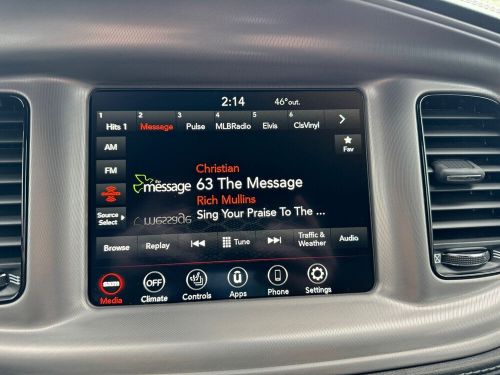 2:14 46°out.
1 2 3 4 5 6
Hits 1 Message Pulse MLBRadio Elvis ClsVinyl
AM
FM
Source
Select
Fav
the message
Christian
63 The Message
Rich Mullins
Sing Your Praise To The ...
message
Browse Replay Tune Traffic &
Weather Audio
sxm OFF
Media Climate Controls Apps Phone Settings